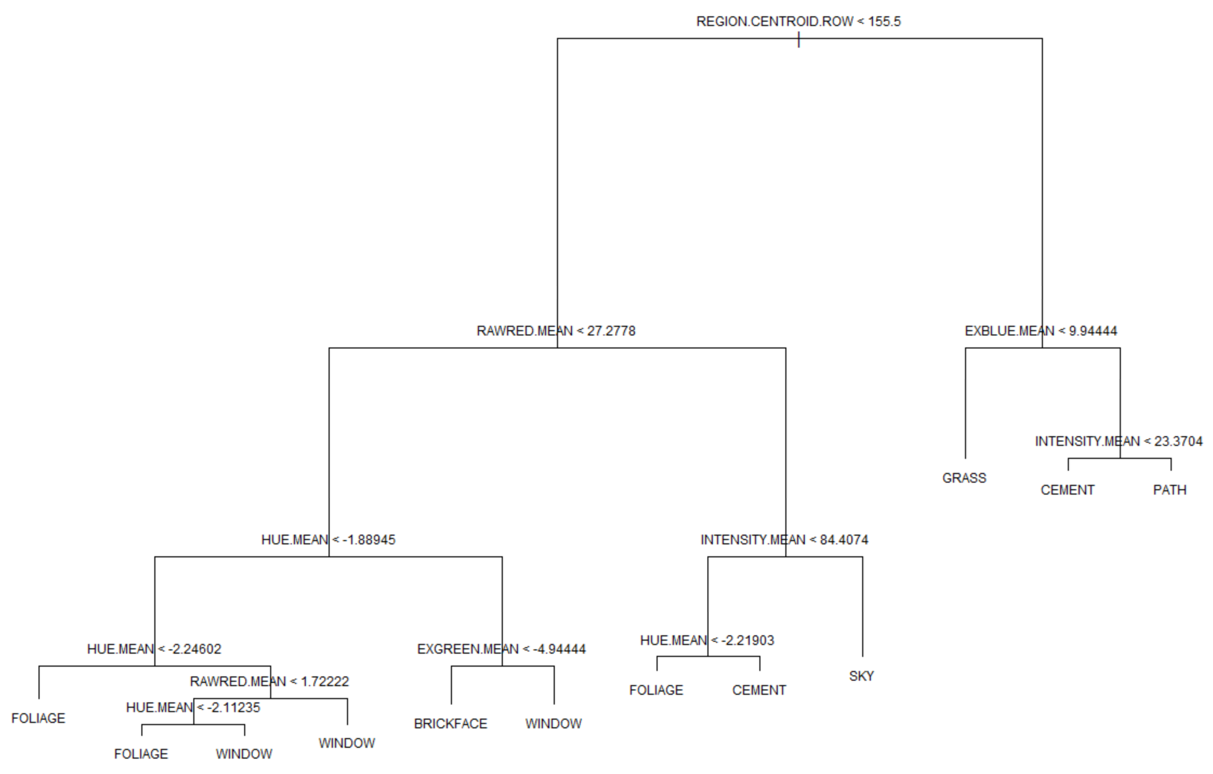 REGION.CENTROID.ROW < 155.5
RAWRED.MEAN < 27.2778
EXBLUE.MEAN < 9.94444
INTENSITY.MEAN < 23.3704
GRASS
CEMENT
PATH
HUE.MEAN < -1.88945
INTENSITY.MEAN < 84.4074
HUE.MEAN < -2.24602
EXGREEN.MEAN < -4.94444
HUE.MEAN < -2.21903
SKY
RAWRED.MEAN < 1.72222
FOLIAGE
CEMENT
HUE.MEAN < -2.11235
FOLIAGE
BRICKFACE
WINDOW
WINDOW
FOLIAGE
WINDOW